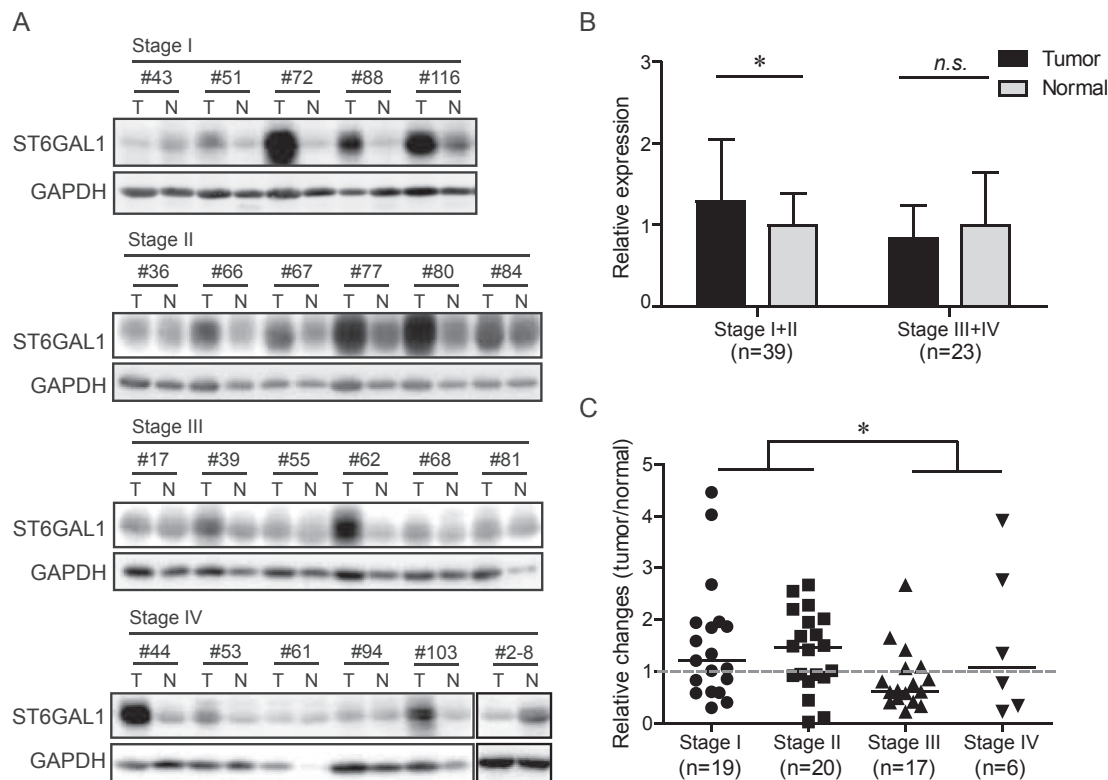 A
Stage I
#43 #51 #72 #88 #116
T N T N T N T N T N
ST6GAL1
GAPDH
Stage II
#36 #66 #67 #77 #80 #84
T N T N T N T N T N T N
ST6GAL1
GAPDH
Stage III
#17 #39 #55 #62 #68 #81
T N T N T N T N T N T N
ST6GAL1
GAPDH
Stage IV
#44 #53 #61 #94 #103 #2-8
T N T N T N T N T N T N
ST6GAL1
GAPDH
B
Relative expression
3
2
1
0
* n.s.
Tumor
Normal
Stage I+II Stage III+IV
(n=39) (n=23)
C
Relative changes (tumor/normal)
5
4
3
2
1
0
*
Stage I Stage II Stage III Stage IV
(n=19) (n=20) (n=17) (n=6)